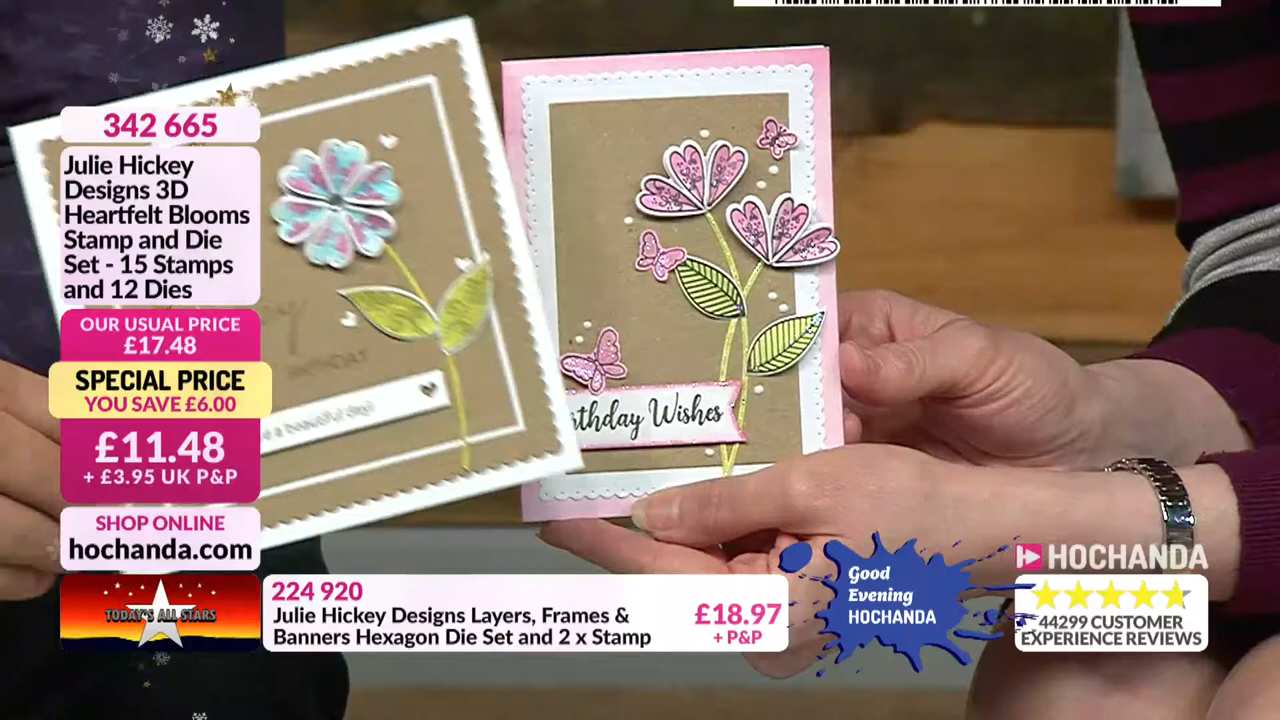 342 665
Julie Hickey
Designs 3D
Heartfelt Blooms
Stamp and Die
Set - 15 Stamps
and 12 Dies
OUR USUAL PRICE
£17.48
SPECIAL PRICE
YOU SAVE £6.00
£11.48
+ £3.95 UK P&P
SHOP ONLINE
hochanda.com
rthday Wishes
TODAY'S ALL STARS
224 920
Julie Hickey Designs Layers, Frames &
Banners Hexagon Die Set and 2 x Stamp
£18.97
+ P&P
Good
Evening
HOCHANDA
HOCHANDA
44299 CUSTOMER
EXPERIENCE REVIEWS